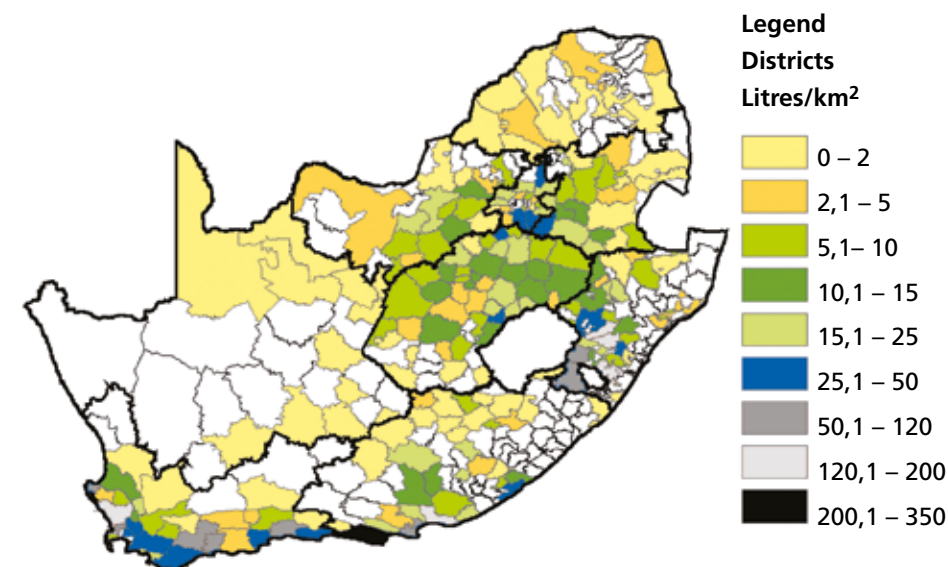 Legend
Districts
Litres/km²
0 – 2
2,1 – 5
5,1– 10
10,1 – 15
15,1 – 25
25,1 – 50
50,1 – 120
120,1 – 200
200,1 – 350